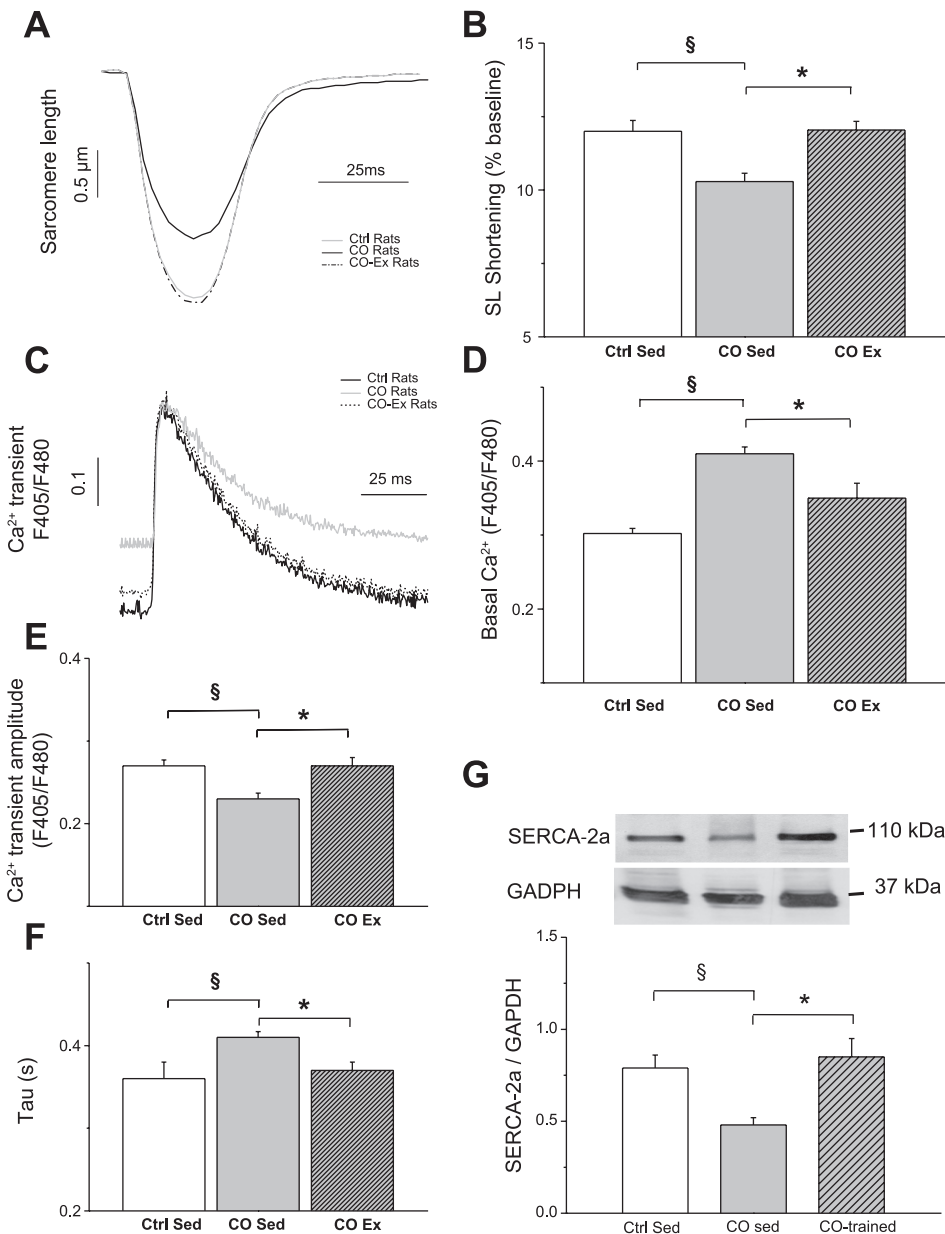 A
Sarcomere length
0.5 µm
25ms
Ctrl Rats
CO Rats
CO-Ex Rats
B
SL Shortening (% baseline)
15
10
5
§
*
Ctrl Sed
CO Sed
CO Ex
C
Ca²⁺ transient
F405/F480
0.1
Ctrl Rats
CO Rats
CO-Ex Rats
25 ms
D
Basal Ca²⁺ (F405/F480)
0.4
0.2
§
*
Ctrl Sed
CO Sed
CO Ex
E
Ca²⁺ transient amplitude
(F405/F480)
0.4
0.2
§
*
Ctrl Sed
CO Sed
CO Ex
F
Tau (s)
0.4
0.2
§
*
Ctrl Sed
CO Sed
CO Ex
G
SERCA-2a
110 kDa
GADPH
37 kDa
SERCA-2a / GAPDH
1.5
1.0
0.5
0.0
§
*
Ctrl Sed
CO sed
CO-trained